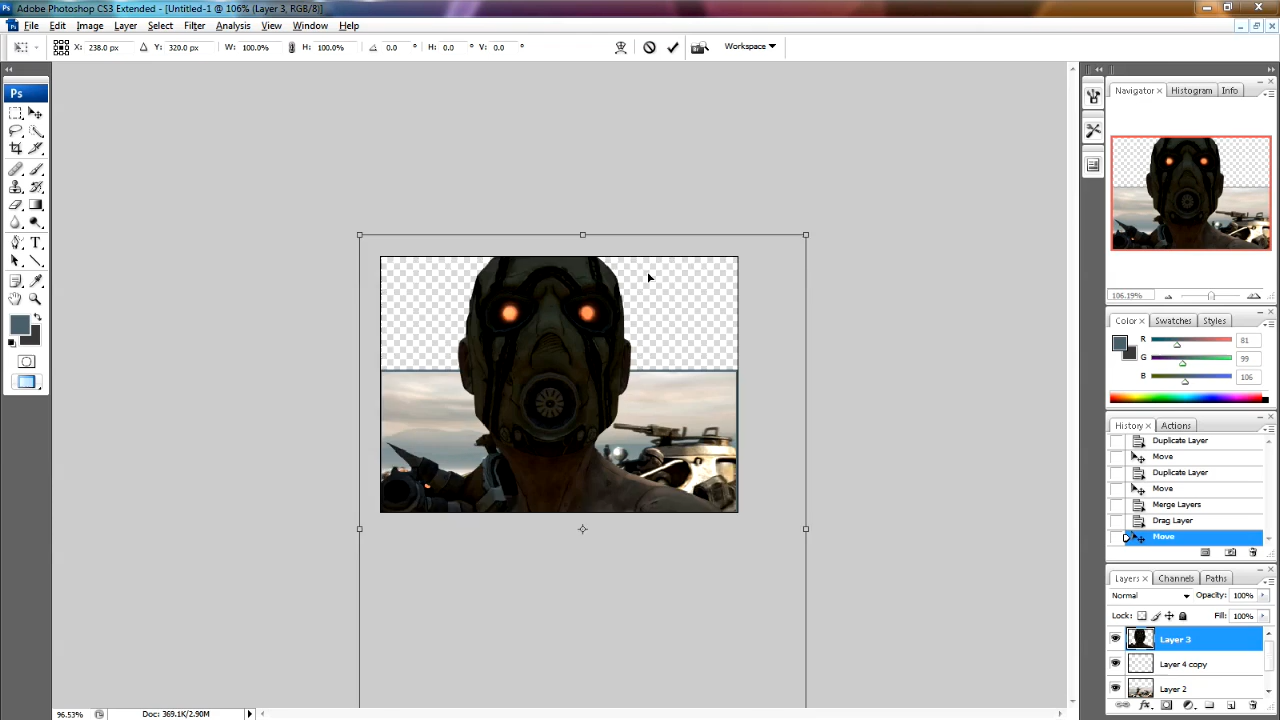 Adobe Photoshop CS3 Extended - [Untitled-1 @ 106% (Layer 3, RGB/8)]
File Edit Image Layer Select Filter Analysis View Window Help
X: 238.0 px Y: 320.0 px W: 100.0% H: 100.0% 0.0 ° H: 0.0 ° V: 0.0 ° Workspace
Ps
Navigator Histogram Info
106.19%
Color Swatches Styles
R 81
G 99
B 106
History Actions
Duplicate Layer
Move
Duplicate Layer
Move
Merge Layers
Drag Layer
Move
Layers Channels Paths
Normal Opacity: 100%
Lock: Fill: 100%
Layer 3
Layer 4 copy
Layer 2
96.53% Doc: 369.1K/2.90M